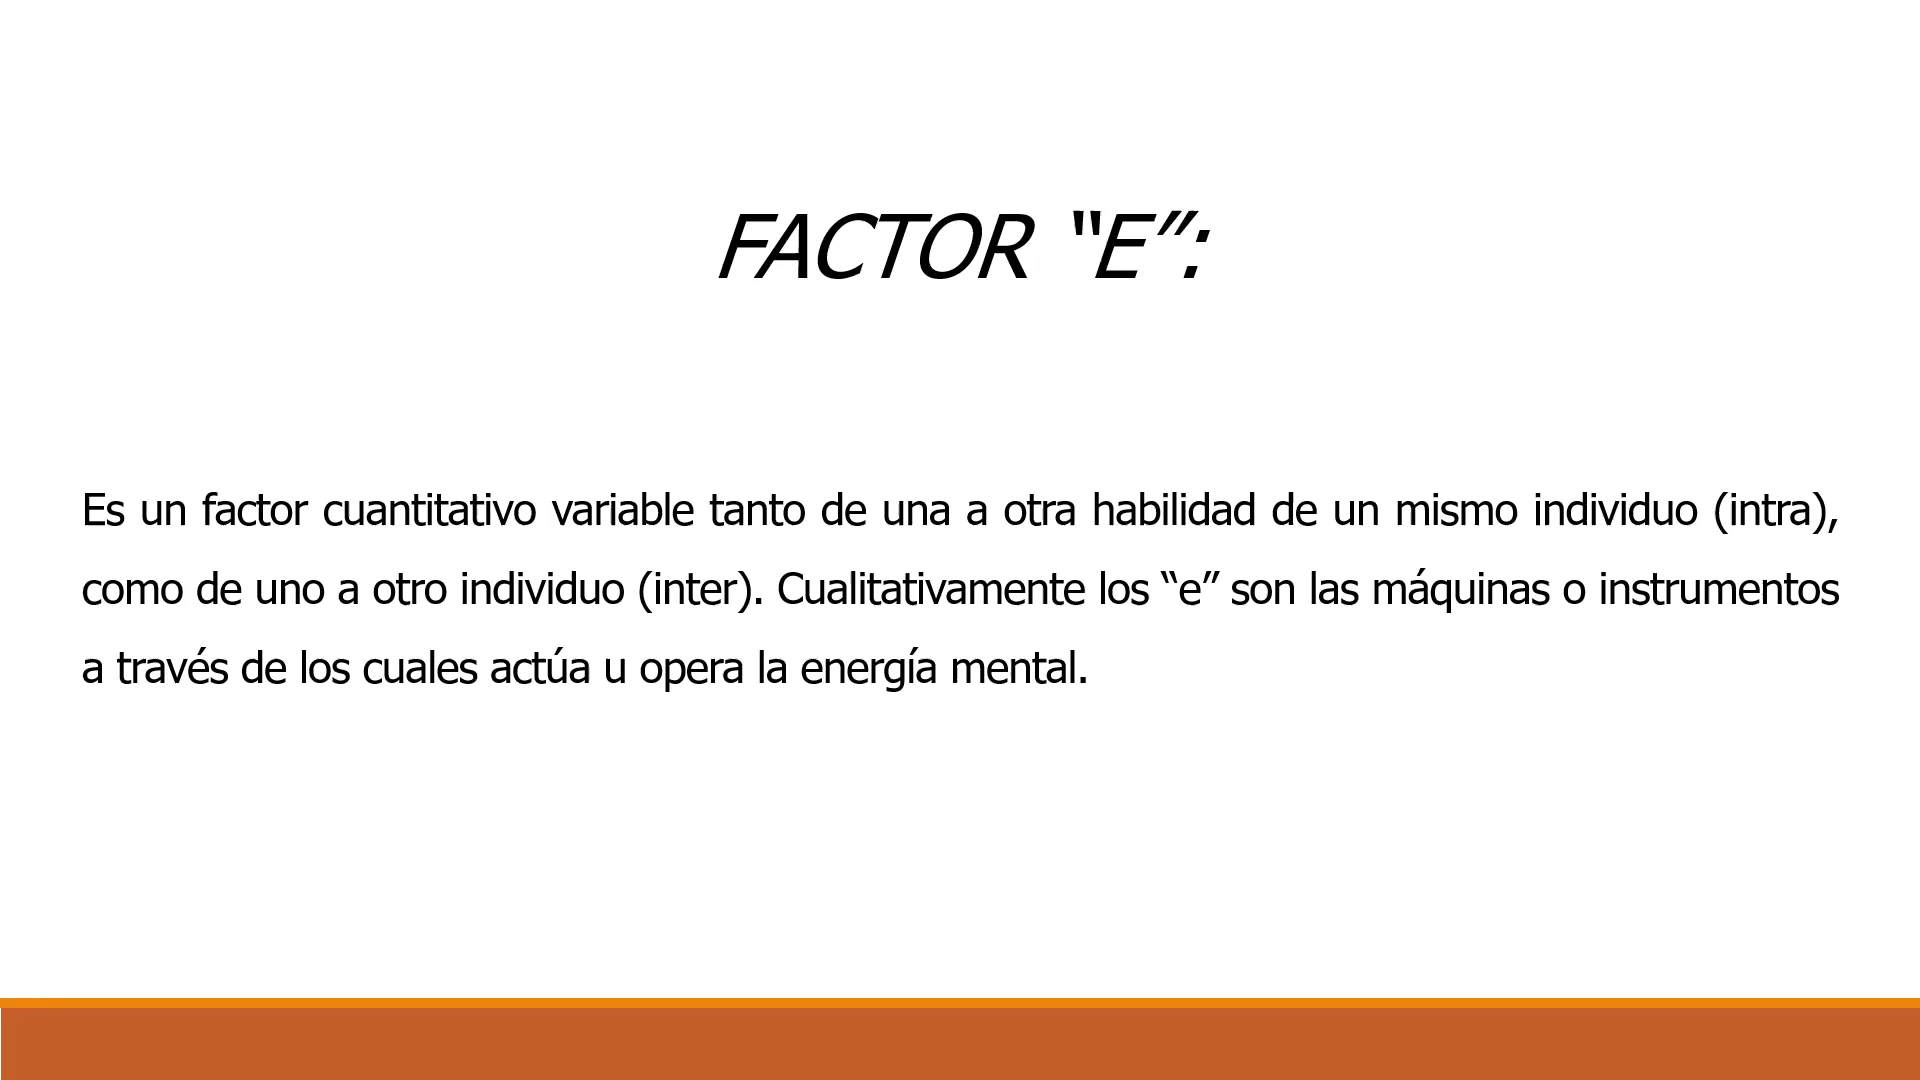 FACTOR “E”:
Es un factor cuantitativo variable tanto de una a otra habilidad de un mismo individuo (intra),
como de uno a otro individuo (inter). Cualitativamente los “e” son las máquinas o instrumentos
a través de los cuales actúa u opera la energía mental.